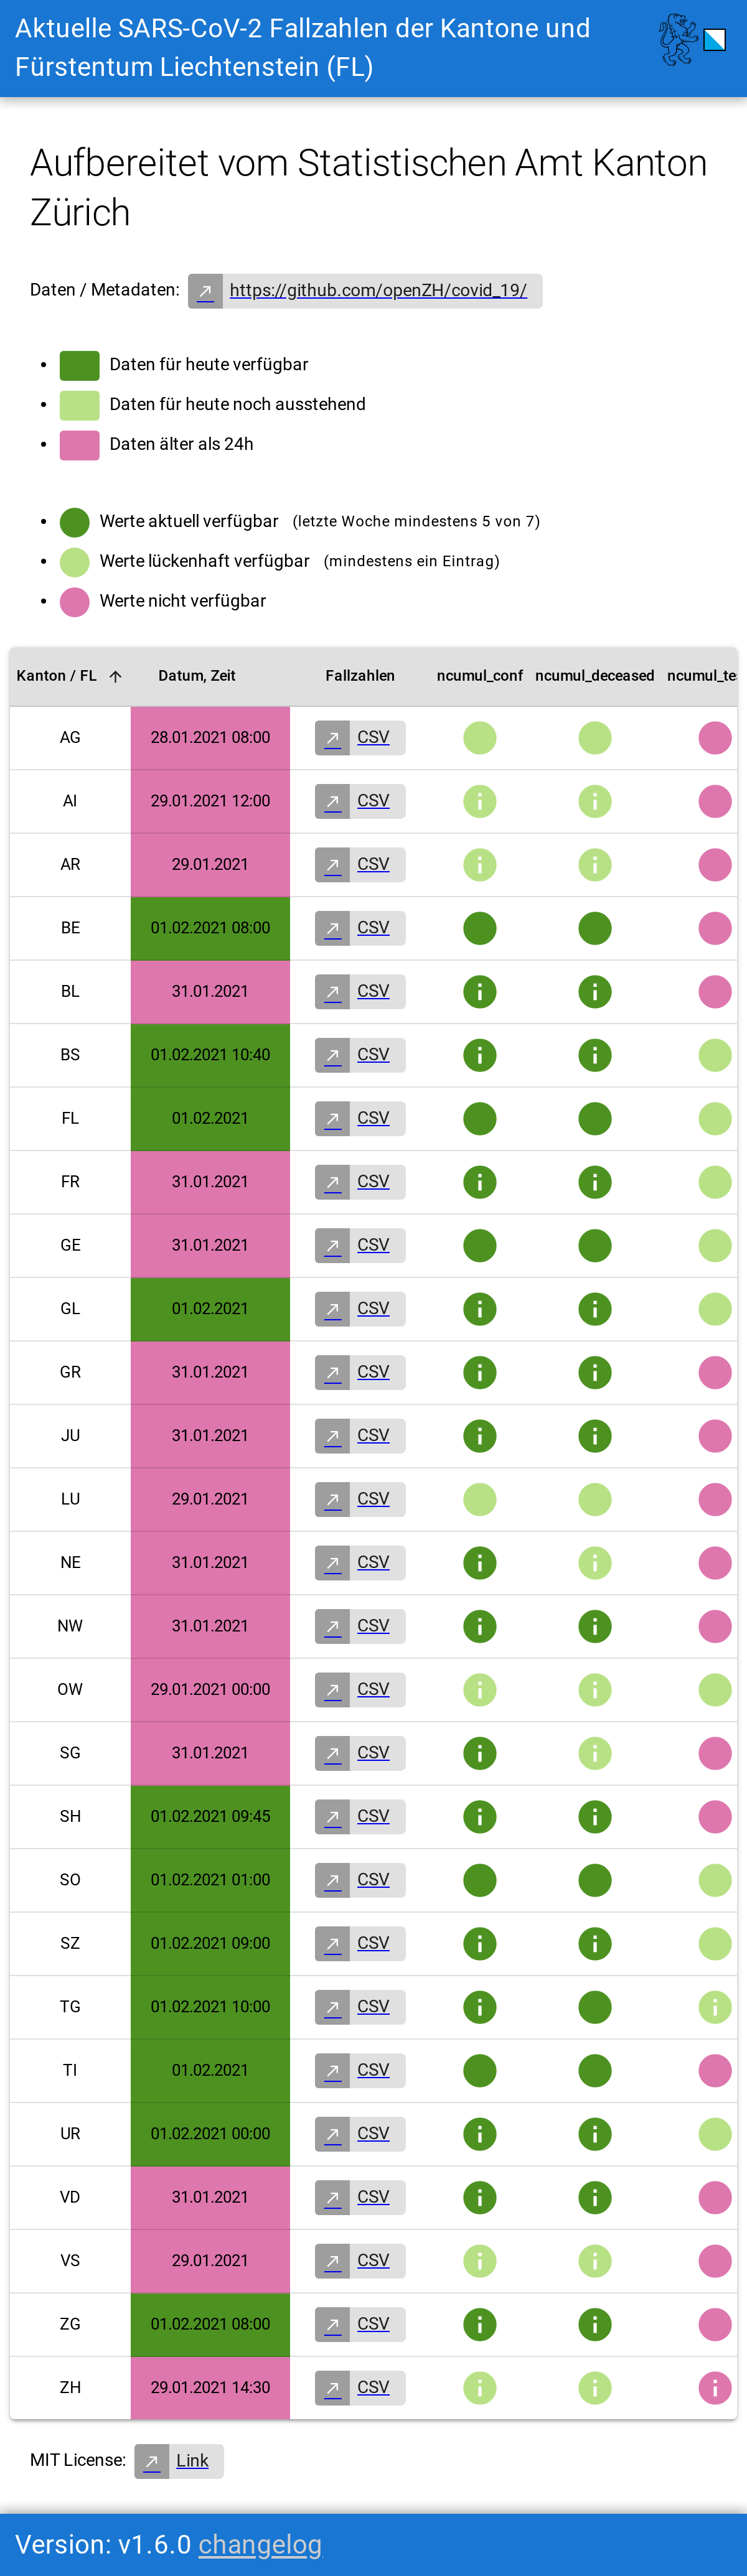 Aktuelle SARS-CoV-2 Fallzahlen der Kantone und
Fürstentum Liechtenstein (FL)
Aufbereitet vom Statistischen Amt Kanton
Zürich
Daten / Metadaten: https://github.com/openZH/covid_19/
Daten für heute verfügbar
Daten für heute noch ausstehend
Daten älter als 24h
Werte aktuell verfügbar (letzte Woche mindestens 5 von 7)
Werte lückenhaft verfügbar (mindestens ein Eintrag)
Werte nicht verfügbar
Kanton / FL Datum, Zeit Fallzahlen ncumul_conf ncumul_deceased
AG 28.01.2021 08:00 CSV
AI 29.01.2021 12:00 CSV
AR 29.01.2021 CSV
BE 01.02.2021 08:00 CSV
BL 31.01.2021 CSV
BS 01.02.2021 10:40 CSV
FL 01.02.2021 CSV
FR 31.01.2021 CSV
GE 31.01.2021 CSV
GL 01.02.2021 CSV
GR 31.01.2021 CSV
JU 31.01.2021 CSV
LU 29.01.2021 CSV
NE 31.01.2021 CSV
NW 31.01.2021 CSV
OW 29.01.2021 00:00 CSV
SG 31.01.2021 CSV
SH 01.02.2021 09:45 CSV
SO 01.02.2021 01:00 CSV
SZ 01.02.2021 09:00 CSV
TG 01.02.2021 10:00 CSV
TI 01.02.2021 CSV
UR 01.02.2021 00:00 CSV
VD 31.01.2021 CSV
VS 29.01.2021 CSV
ZG 01.02.2021 08:00 CSV
ZH 29.01.2021 14:30 CSV
MIT License: Link
Version: v1.6.0 changelog